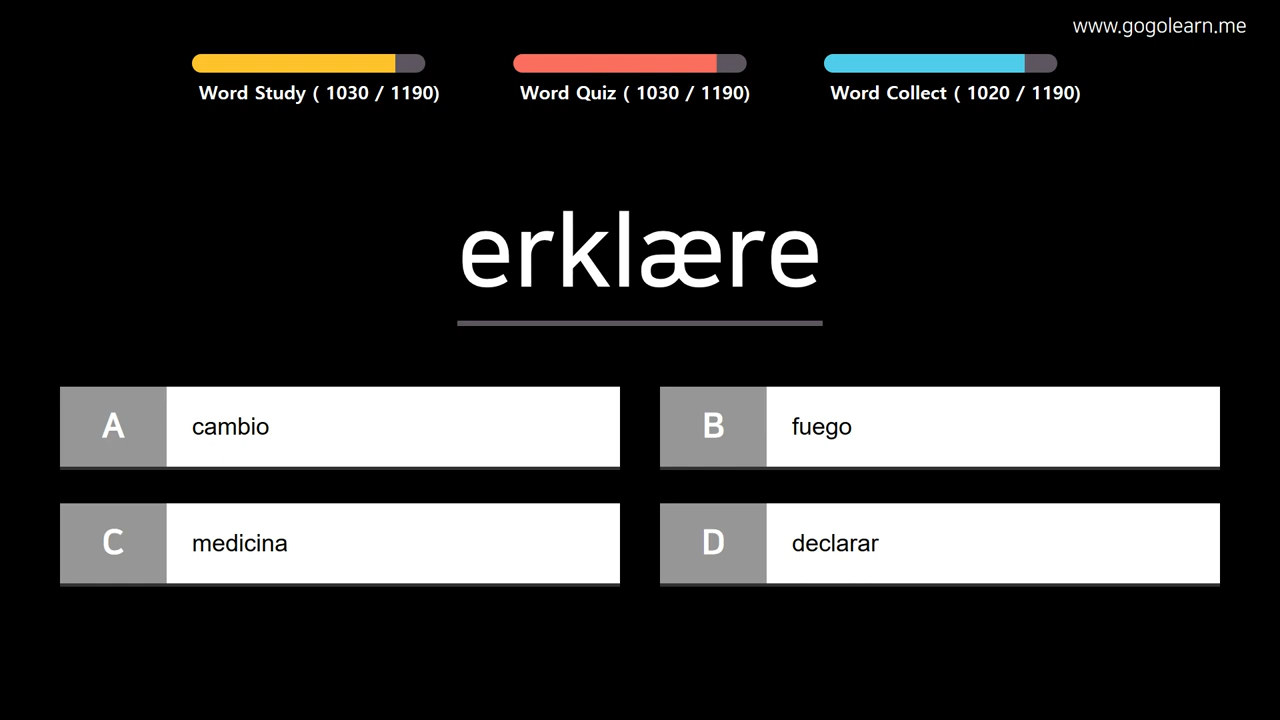 www.gogolearn.me
Word Study ( 1030 / 1190)
Word Quiz ( 1030 / 1190)
Word Collect ( 1020 / 1190)
erklære
A cambio
B fuego
C medicina
D declarar